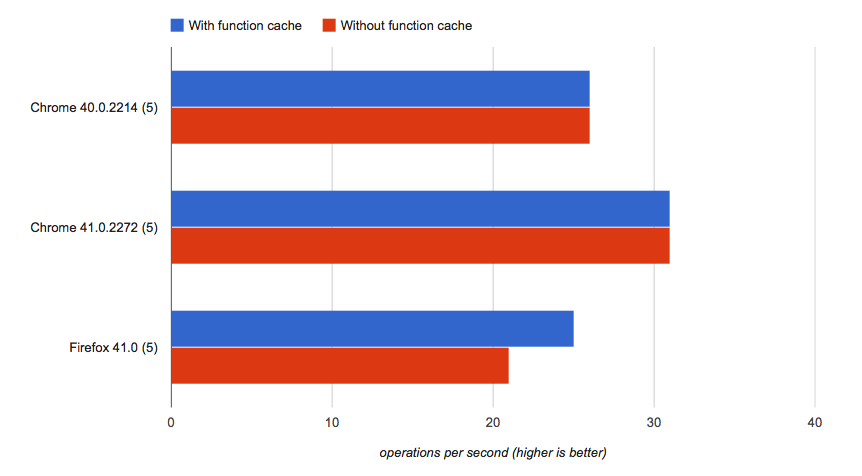 With function cache Without function cache
Chrome 40.0.2214 (5)
Chrome 41.0.2272 (5)
Firefox 41.0 (5)
0 10 20 30 40
operations per second (higher is better)